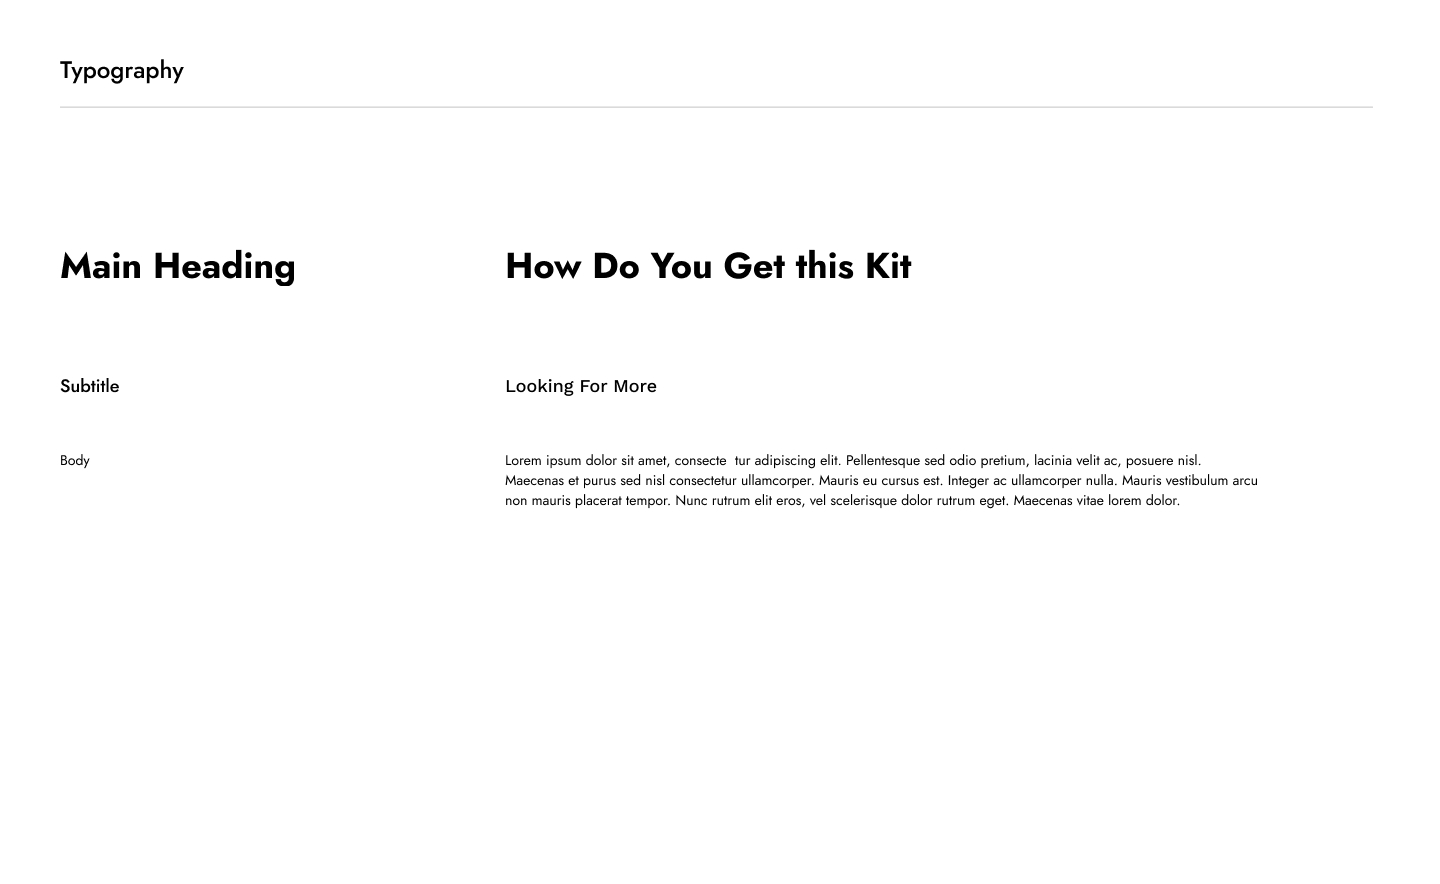 Typography
Main Heading
How Do You Get this Kit
Subtitle
Looking For More
Body
Lorem ipsum dolor sit amet, consecte  tur adipiscing elit. Pellentesque sed odio pretium, lacinia velit ac, posuere nisl.
Maecenas et purus sed nisl consectetur ullamcorper. Mauris eu cursus est. Integer ac ullamcorper nulla. Mauris vestibulum arcu
non mauris placerat tempor. Nunc rutrum elit eros, vel scelerisque dolor rutrum eget. Maecenas vitae lorem dolor.